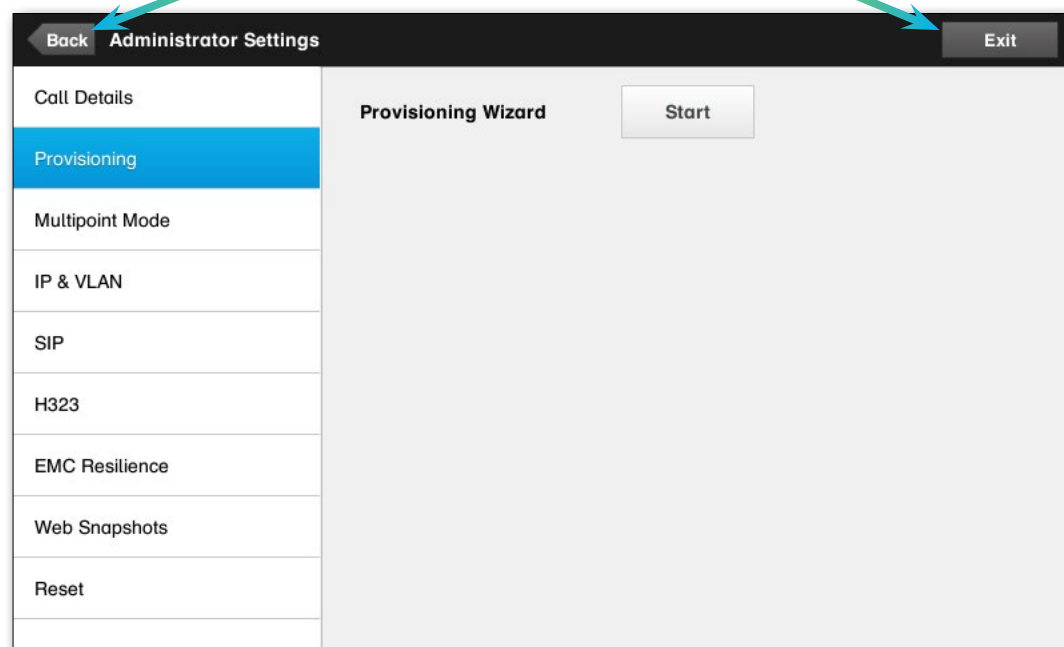 Back Administrator Settings Exit
Call Details
Provisioning Wizard Start
Provisioning
Multipoint Mode
IP & VLAN
SIP
H323
EMC Resilience
Web Snapshots
Reset